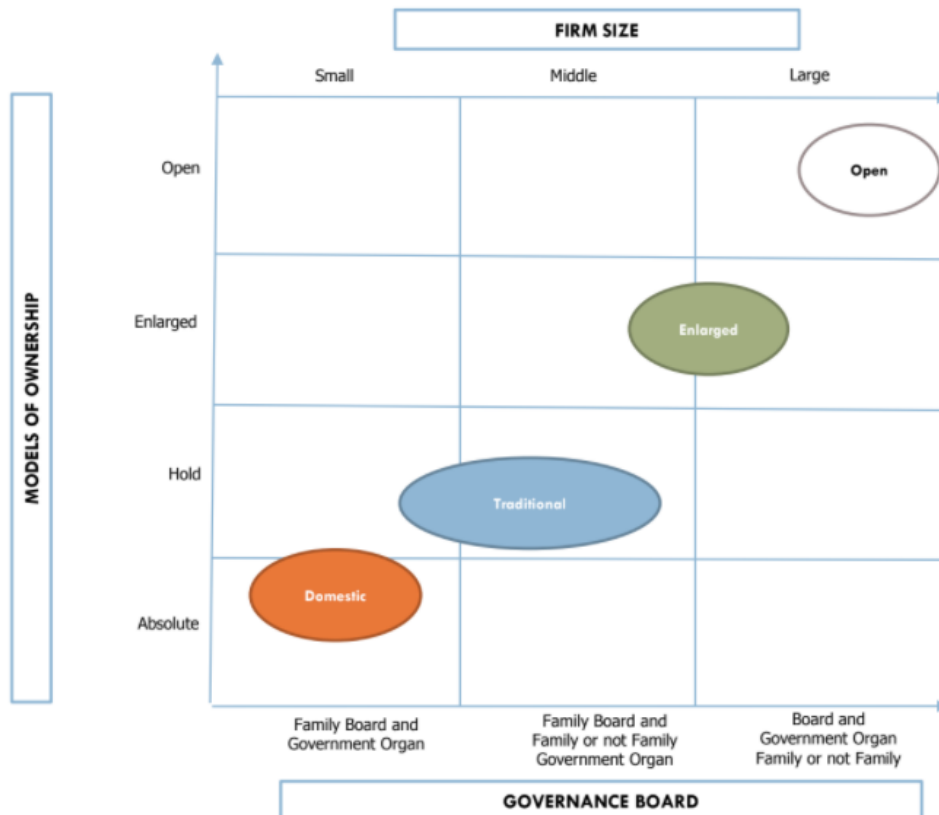 FIRM SIZE
Small Middle Large
Open
Open
MODELS OF OWNERSHIP
Enlarged
Enlarged
Hold
Traditional
Domestic
Absolute
Family Board and
Government Organ
Family Board and
Family or not Family
Government Organ
Board and
Government Organ
Family or not Family
GOVERNANCE BOARD